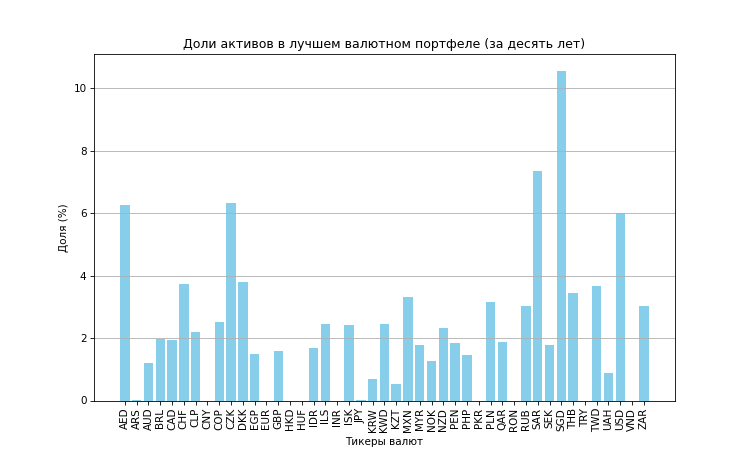 Доли активов в лучшем валютном портфеле (за десять лет)
Доля (%)
10
8
6
4
2
0
AED ARS AUD BRL CAD CHF CLP CNY COP CZK DKK EGP EUR GBP HKD HUF IDR ILS INR ISK JPY KRW KWD KZT MXN MYR NOK NZD PEN PHP PKR PLN QAR RON RUB SAR SEK SGD THB TRY TWD UAH USD VND ZAR
Тикеры валют